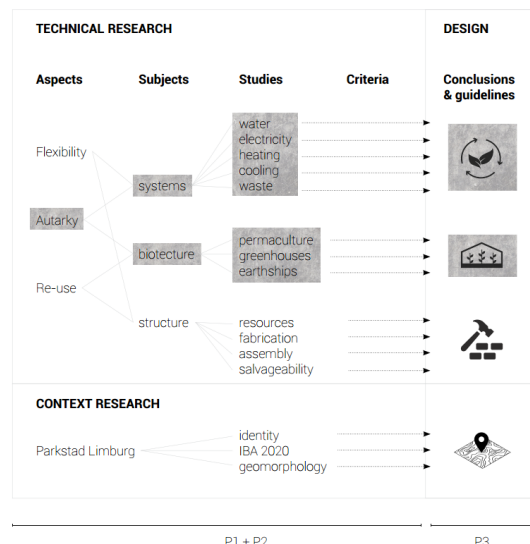 TECHNICAL RESEARCH
DESIGN
Aspects
Subjects
Studies
Criteria
Conclusions
& guidelines
Flexibility
Autarky
Re-use
systems
biotecture
structure
water
electricity
heating
cooling
waste
permaculture
greenhouses
earthships
resources
fabrication
assembly
salvageability
CONTEXT RESEARCH
Parkstad Limburg
identity
IBA 2020
geomorphology
P1 + P2
P3